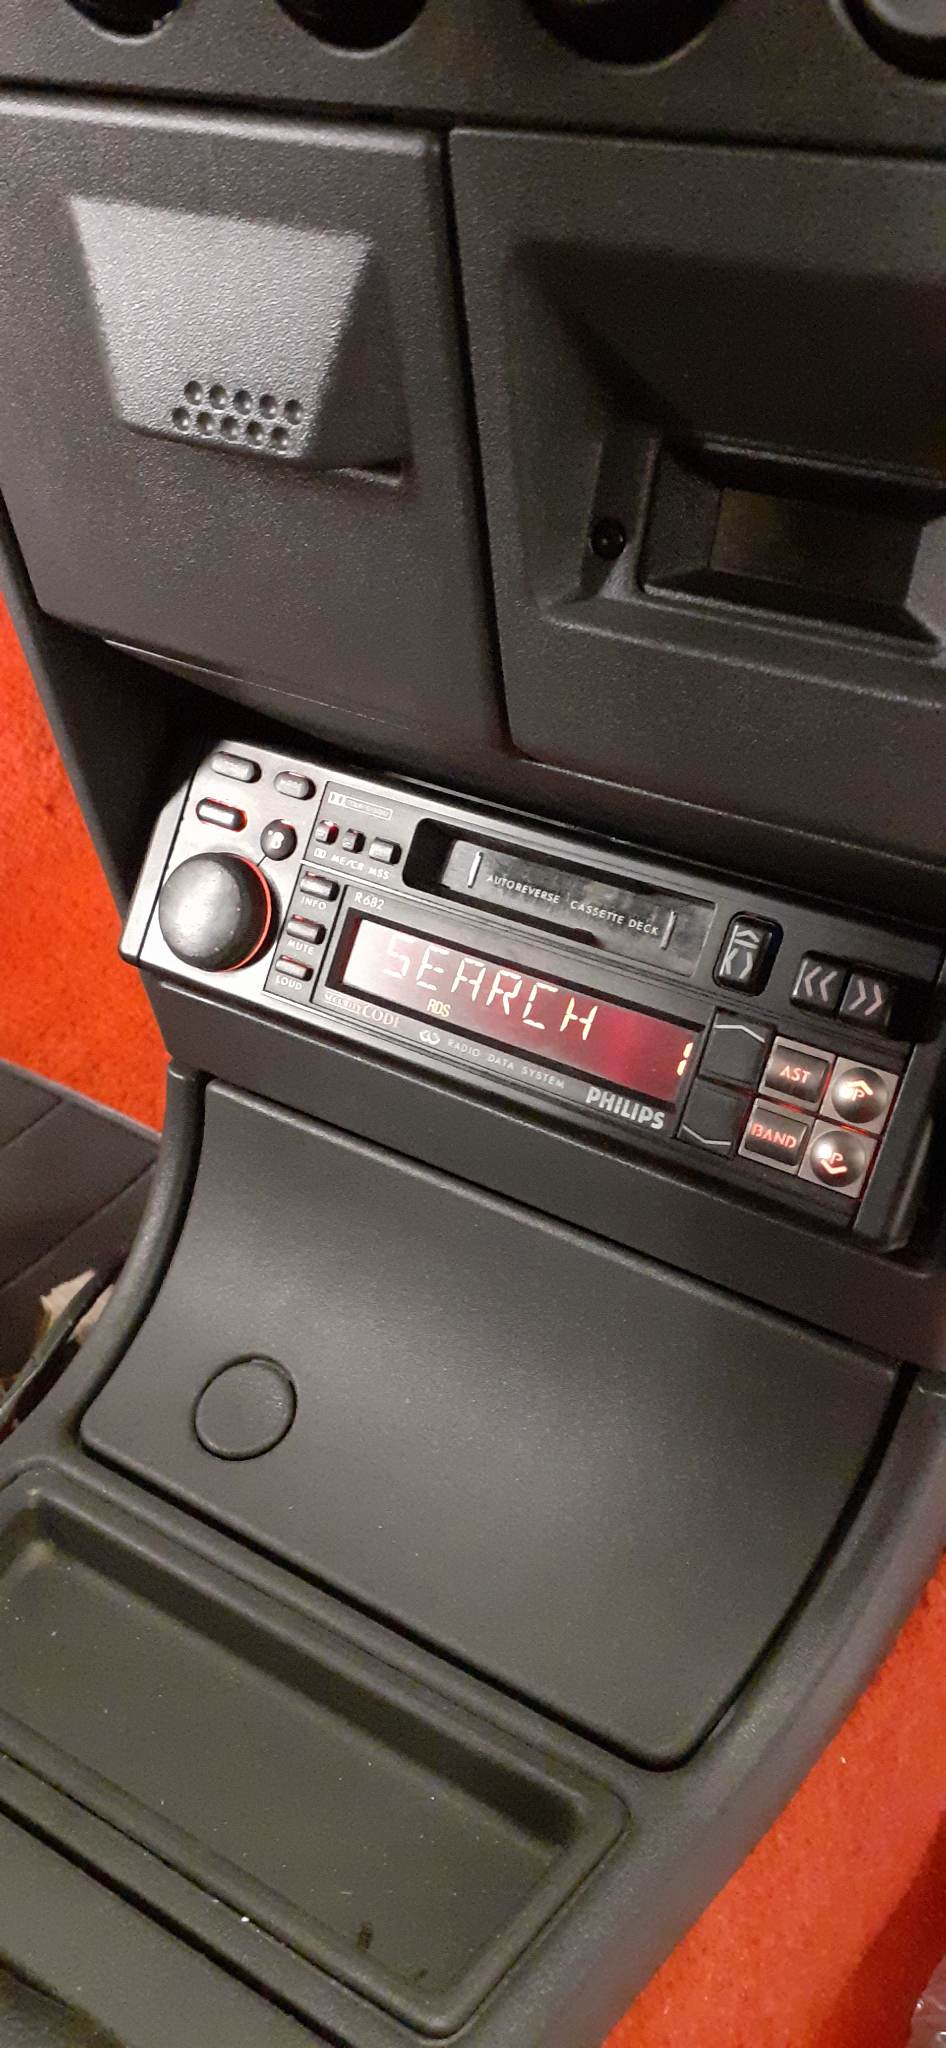 ME/CR MSS
AUTOREVERSE CASSETTE DECK
INFO
R682
MUTE
SEARCH
LOUD
RDS
1
SECURITY CODE
RADIO DATA SYSTEM
PHILIPS
AST
P
BAND
P